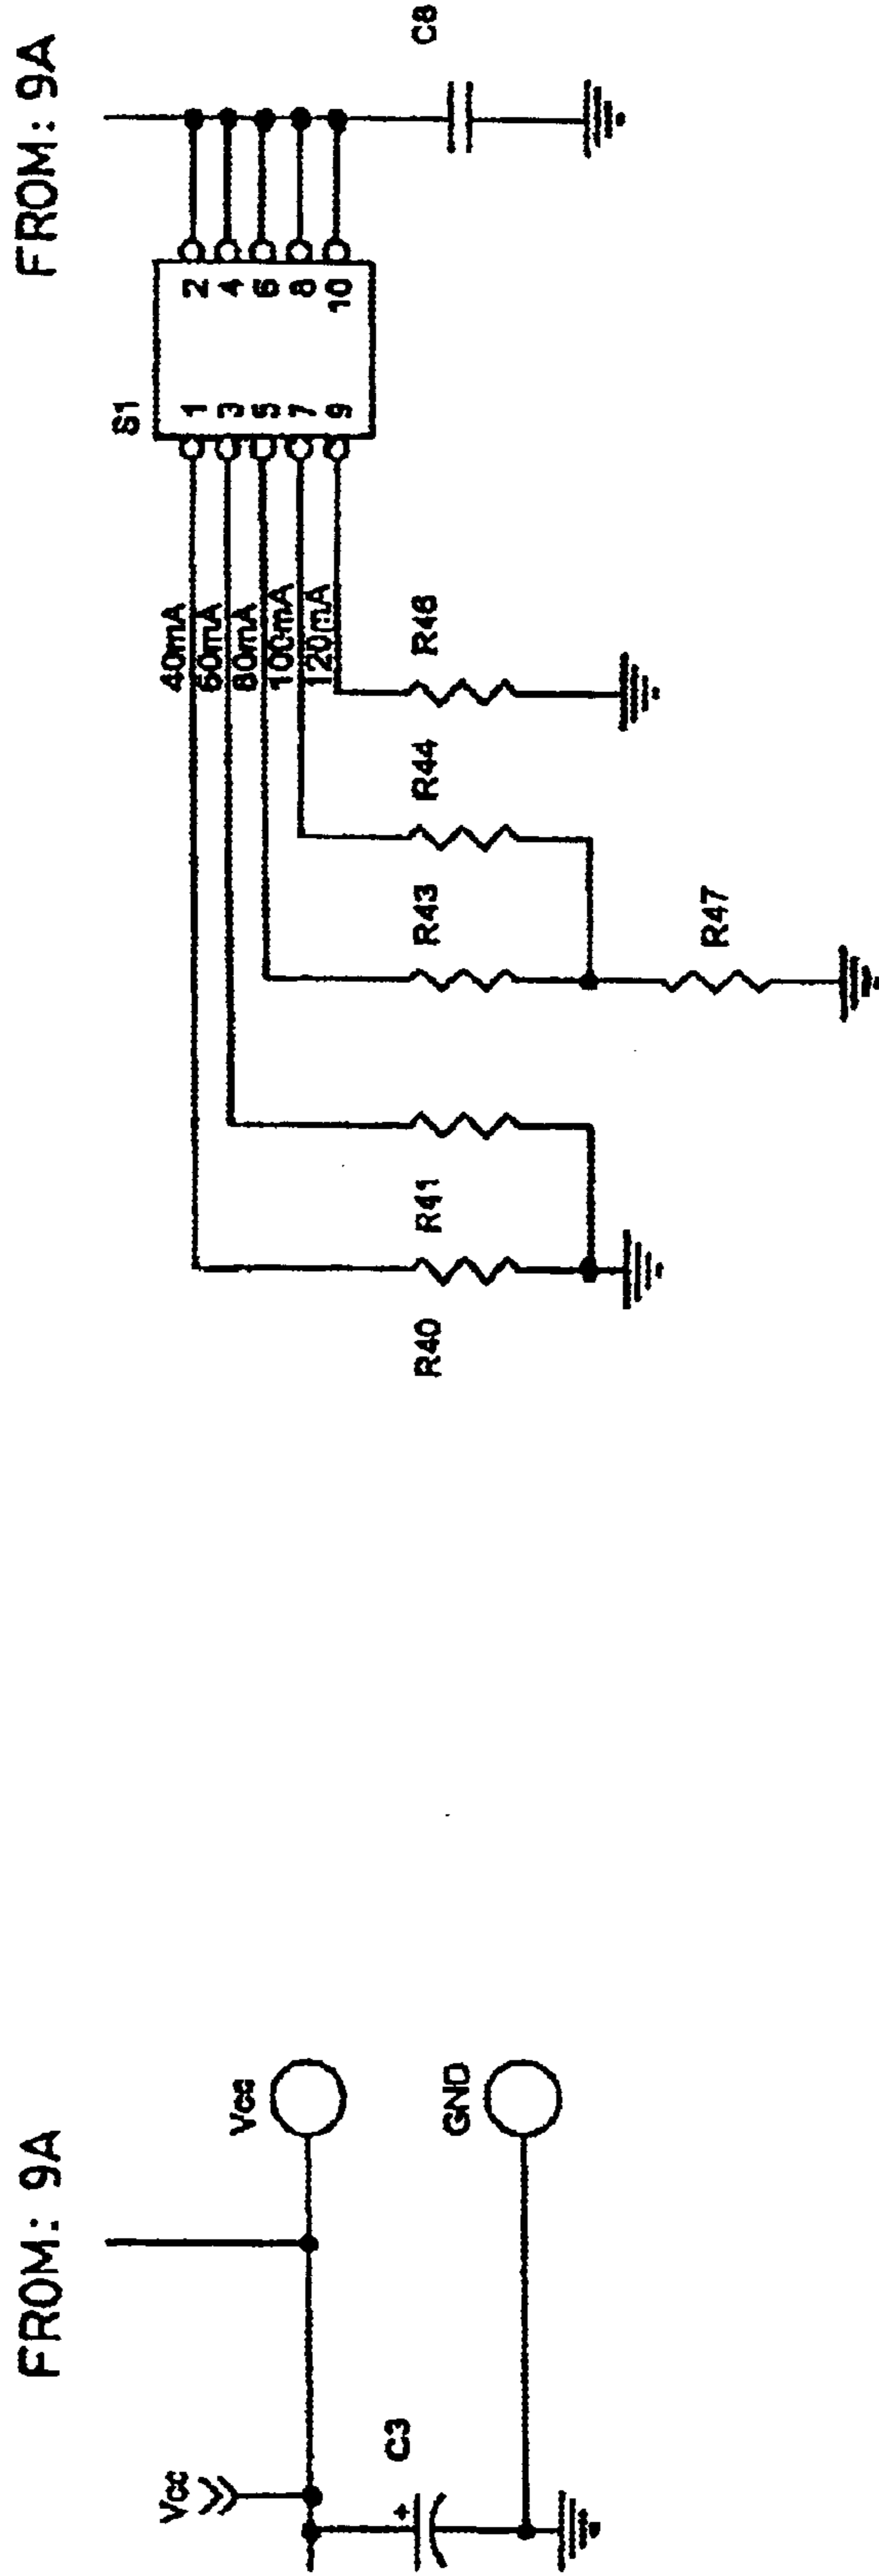 FROM: 9A
FROM: 9A
Vcc
Vcc
C3
GND
S1
1 2
3 4
5 6
7 8
9 10
40mA
60mA
80mA
100mA
120mA
R40
R41
R43
R44
R46
C8
R47